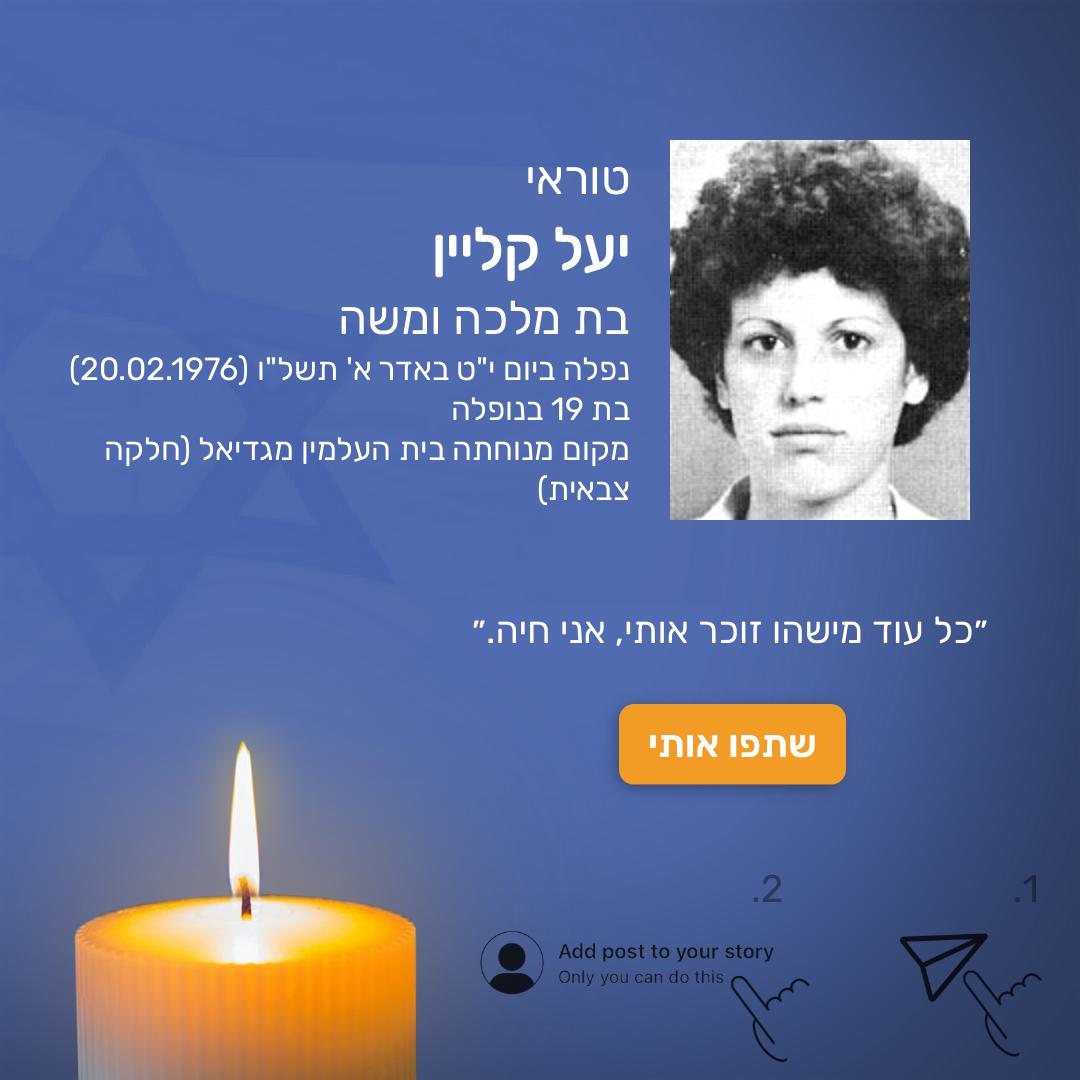 טוראי
יעל קליין
בת מלכה ומשה
נפלה ביום י"ט באדר א' תשל"ו (20.02.1976)
בת 19 בנופלה
מקום מנוחתה בית העלמין מגדיאל (חלקה
צבאית)
״כל עוד מישהו זוכר אותי, אני חיה.״
שתפו אותי
.1
.2
Add post to your story
Only you can do this